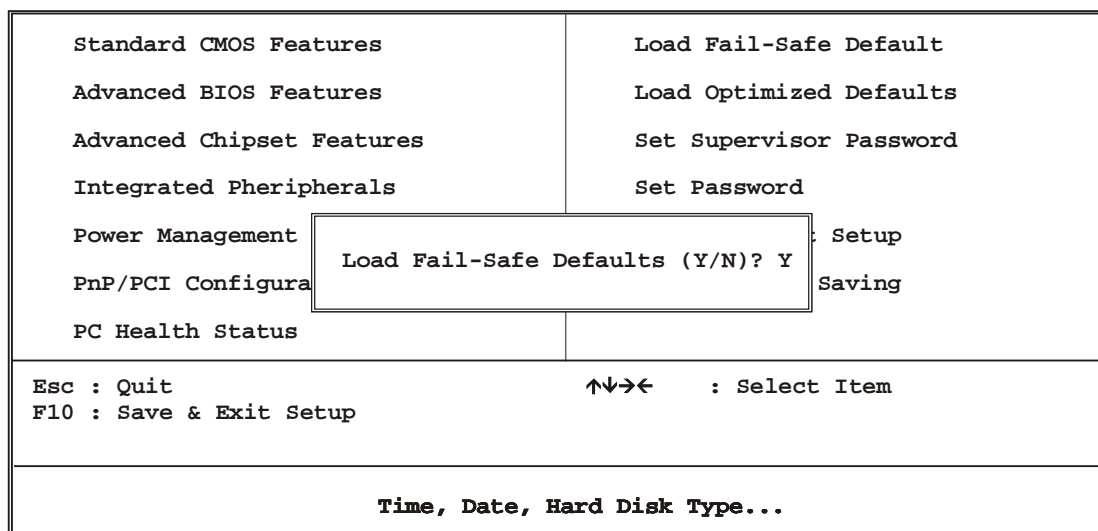 Standard CMOS Features
Advanced BIOS Features
Advanced Chipset Features
Integrated Pheripherals
Power Management
PnP/PCI Configura
PC Health Status
Load Fail-Safe Default
Load Optimized Defaults
Set Supervisor Password
Set Password
Setup
Saving
Load Fail-Safe Defaults (Y/N)? Y
Esc : Quit
F10 : Save & Exit Setup
↑↓→← : Select Item
Time, Date, Hard Disk Type...